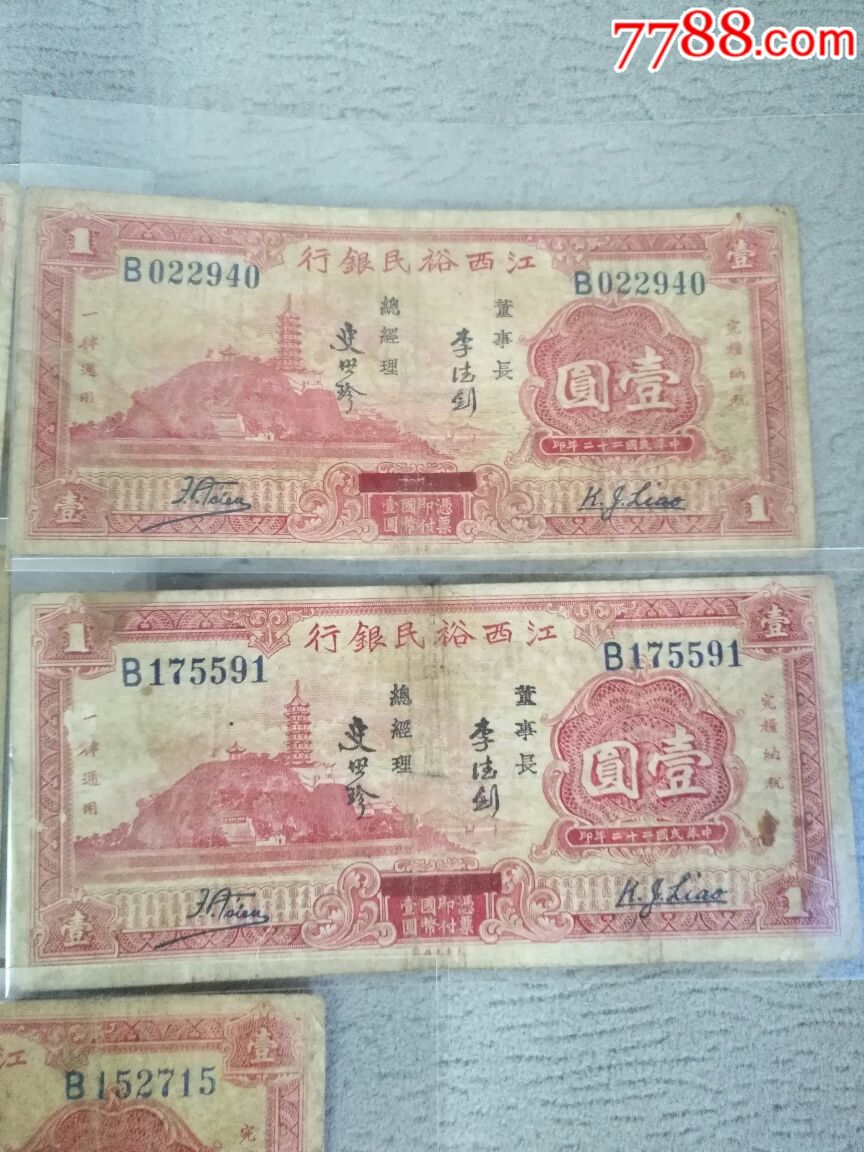 7788.com
1
江西裕民銀行
壹
B022940
B022940
董事長
李德釗
總經理
史世珍
一律通用
完糧納稅
壹圓
中華民國二十二年印
憑票即付國幣壹圓
壹
1
1
江西裕民銀行
壹
B175591
B175591
董事長
李德釗
總經理
史世珍
一律通用
完糧納稅
壹圓
中華民國二十二年印
K. J. Liao
憑票即付國幣壹圓
壹
1
江
壹
B152715
完